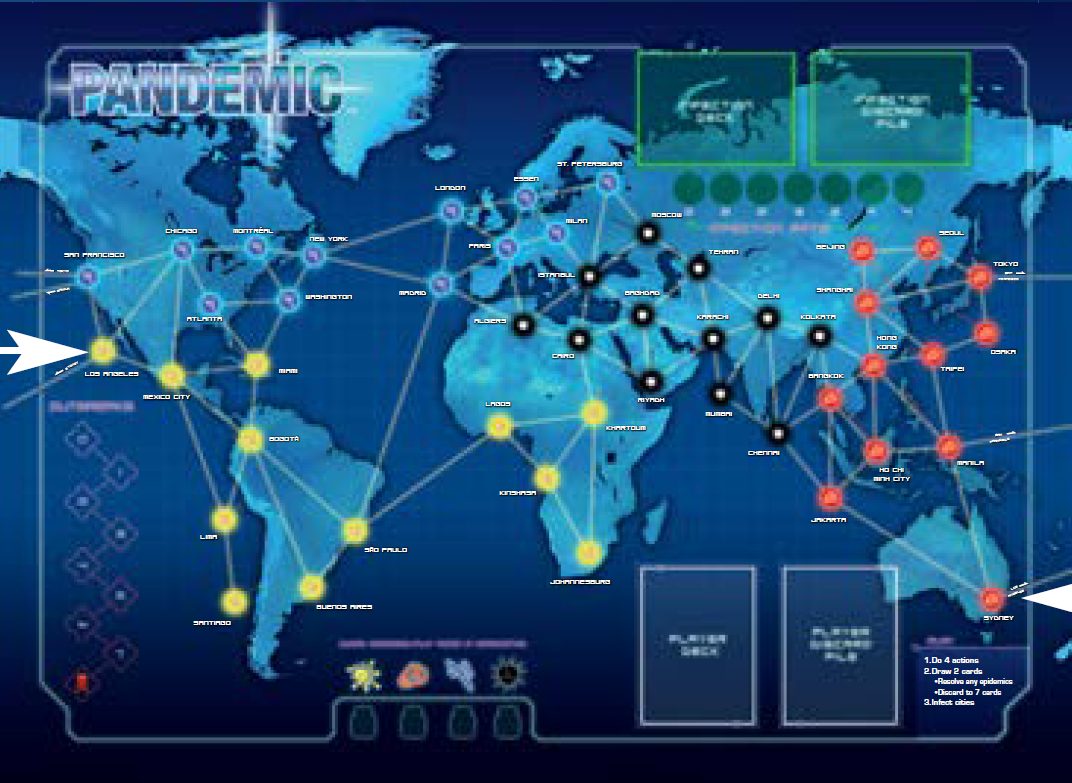 PANDEMIC
INFECTION
DECK
INFECTION
DISCARD
PILE
INFECTION RATE
ST. PETERSBURG
ESSEN
LONDON
MOSCOW
MILAN
CHICAGO
MONTRÉAL
NEW YORK
PARIS
SEOUL
BEIJING
SAN FRANCISCO
TEHRAN
TOKYO
ISTANBUL
MADRID
WASHINGTON
BAGHDAD
DELHI
SHANGHAI
ATLANTA
ALGIERS
KARACHI
KOLKATA
HONG
KONG
OSAKA
CAIRO
TAIPEI
LOS ANGELES
MIAMI
BANGKOK
MEXICO CITY
RIYADH
OUTBREAKS
LAGOS
MUMBAI
KHARTOUM
BOGOTÁ
CHENNAI
MANILA
HO CHI
MINH CITY
KINSHASA
JAKARTA
LIMA
SÃO PAULO
JOHANNESBURG
BUENOS AIRES
SANTIAGO
SYDNEY
PLAYER
DECK
PLAYER
DISCARD
PILE
1.Do 4 actions
2.Draw 2 cards
•Resolve any epidemics
•Discard to 7 cards
3.Infect cities